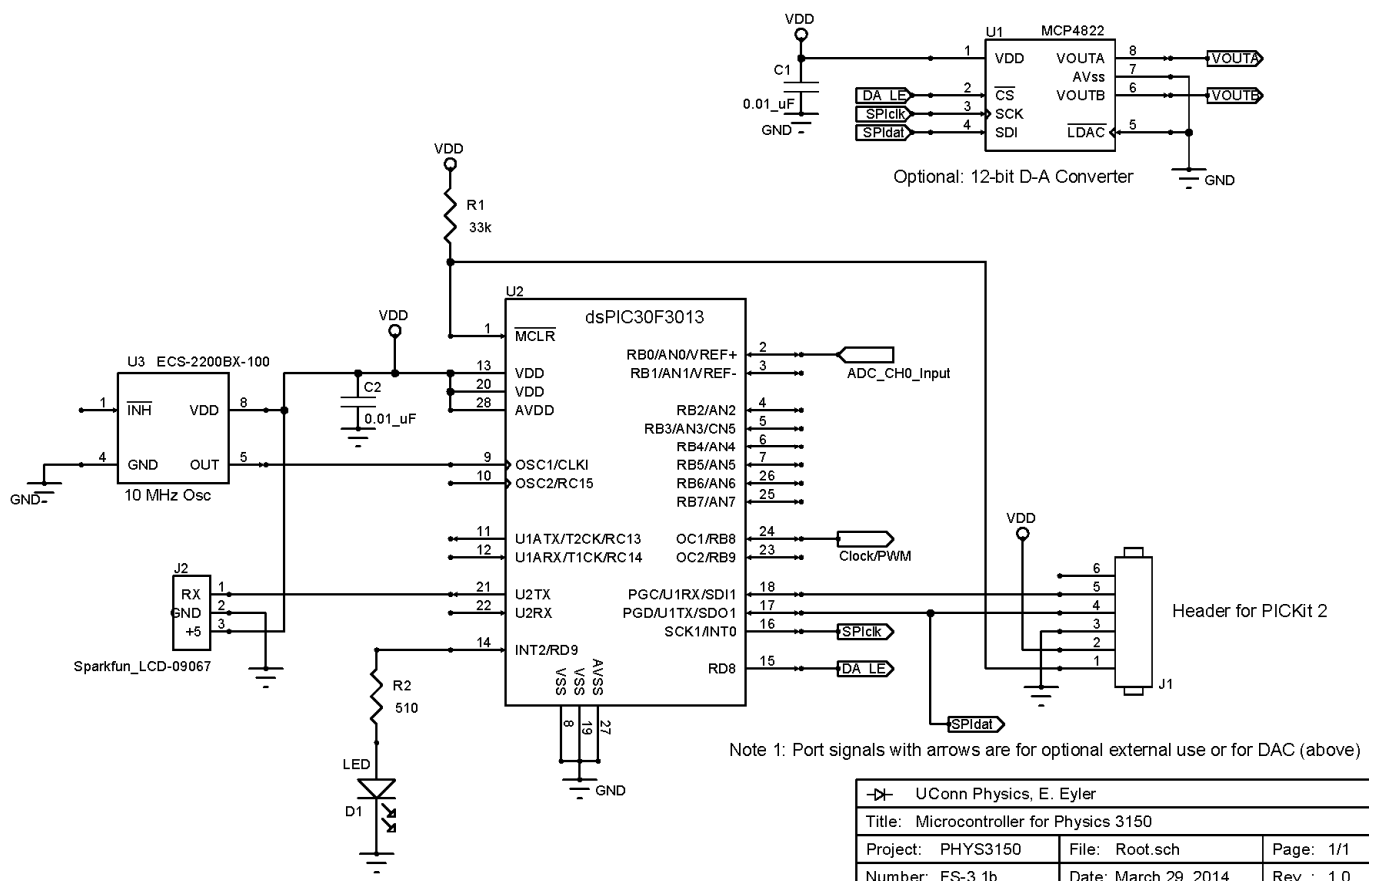 VDD
C1
0.01_uF
GND
U1 MCP4822
1 VDD VOUTA 8 VOUTA
AVss 7
DA_LE 2 CS VOUTB 6 VOUTB
SPIclk 3 SCK
SPIdat 4 SDI LDAC 5
GND
Optional: 12-bit D-A Converter
VDD
R1
33k
U2
dsPIC30F3013
1 MCLR
VDD
13 VDD
20 VDD
28 AVDD
C2
0.01_uF
U3 ECS-2200BX-100
1 INH VDD 8
4 GND OUT 5
GND
10 MHz Osc
9 OSC1/CLKI
10 OSC2/RC15
11 U1ATX/T2CK/RC13
12 U1ARX/T1CK/RC14
21 U2TX
22 U2RX
14 INT2/RD9
RB0/AN0/VREF+ 2
ADC_CH0_Input
RB1/AN1/VREF- 3
RB2/AN2 4
RB3/AN3/CN5 5
RB4/AN4 6
RB5/AN5 7
RB6/AN6 26
RB7/AN7 25
OC1/RB8 24
Clock/PWM
OC2/RB9 23
PGC/U1RX/SDI1 18
PGD/U1TX/SDO1 17
SCK1/INT0 16 SPIclk
RD8 15 DA_LE
SPIdat
VSS VSS AVSS
8 19 27
GND
J2
RX 1
GND 2
+5 3
Sparkfun_LCD-09067
R2
510
LED
D1
VDD
6
5
4
3
2
1
J1
Header for PICKit 2
Note 1: Port signals with arrows are for optional external use or for DAC (above)
UConn Physics, E. Eyler
Title: Microcontroller for Physics 3150
Project: PHYS3150 File: Root.sch Page: 1/1
Number: ES-3.1b Date: March 29, 2014 Rev.: 1.0